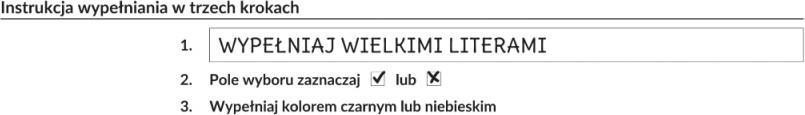 Instrukcja wypełniania w trzech krokach
1. WYPEŁNIAJ WIELKIMI LITERAMI
2. Pole wyboru zaznaczaj ✔ lub ✘
3. Wypełniaj kolorem czarnym lub niebieskim